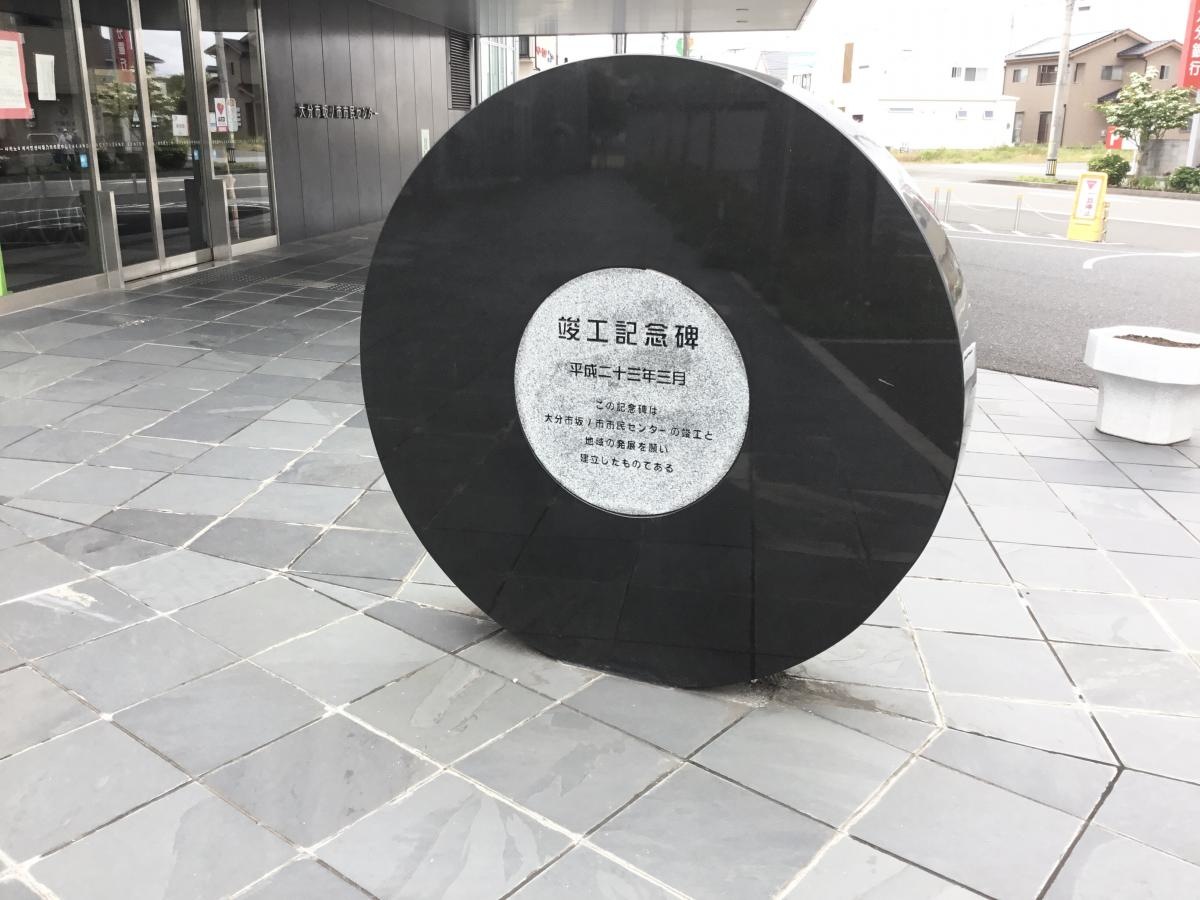 大分市坂ノ市市民センター
竣工記念碑
平成二十三年三月
この記念碑は
大分市坂ノ市市民センターの竣工と
地域の発展を願い
建立したものである
分銀行